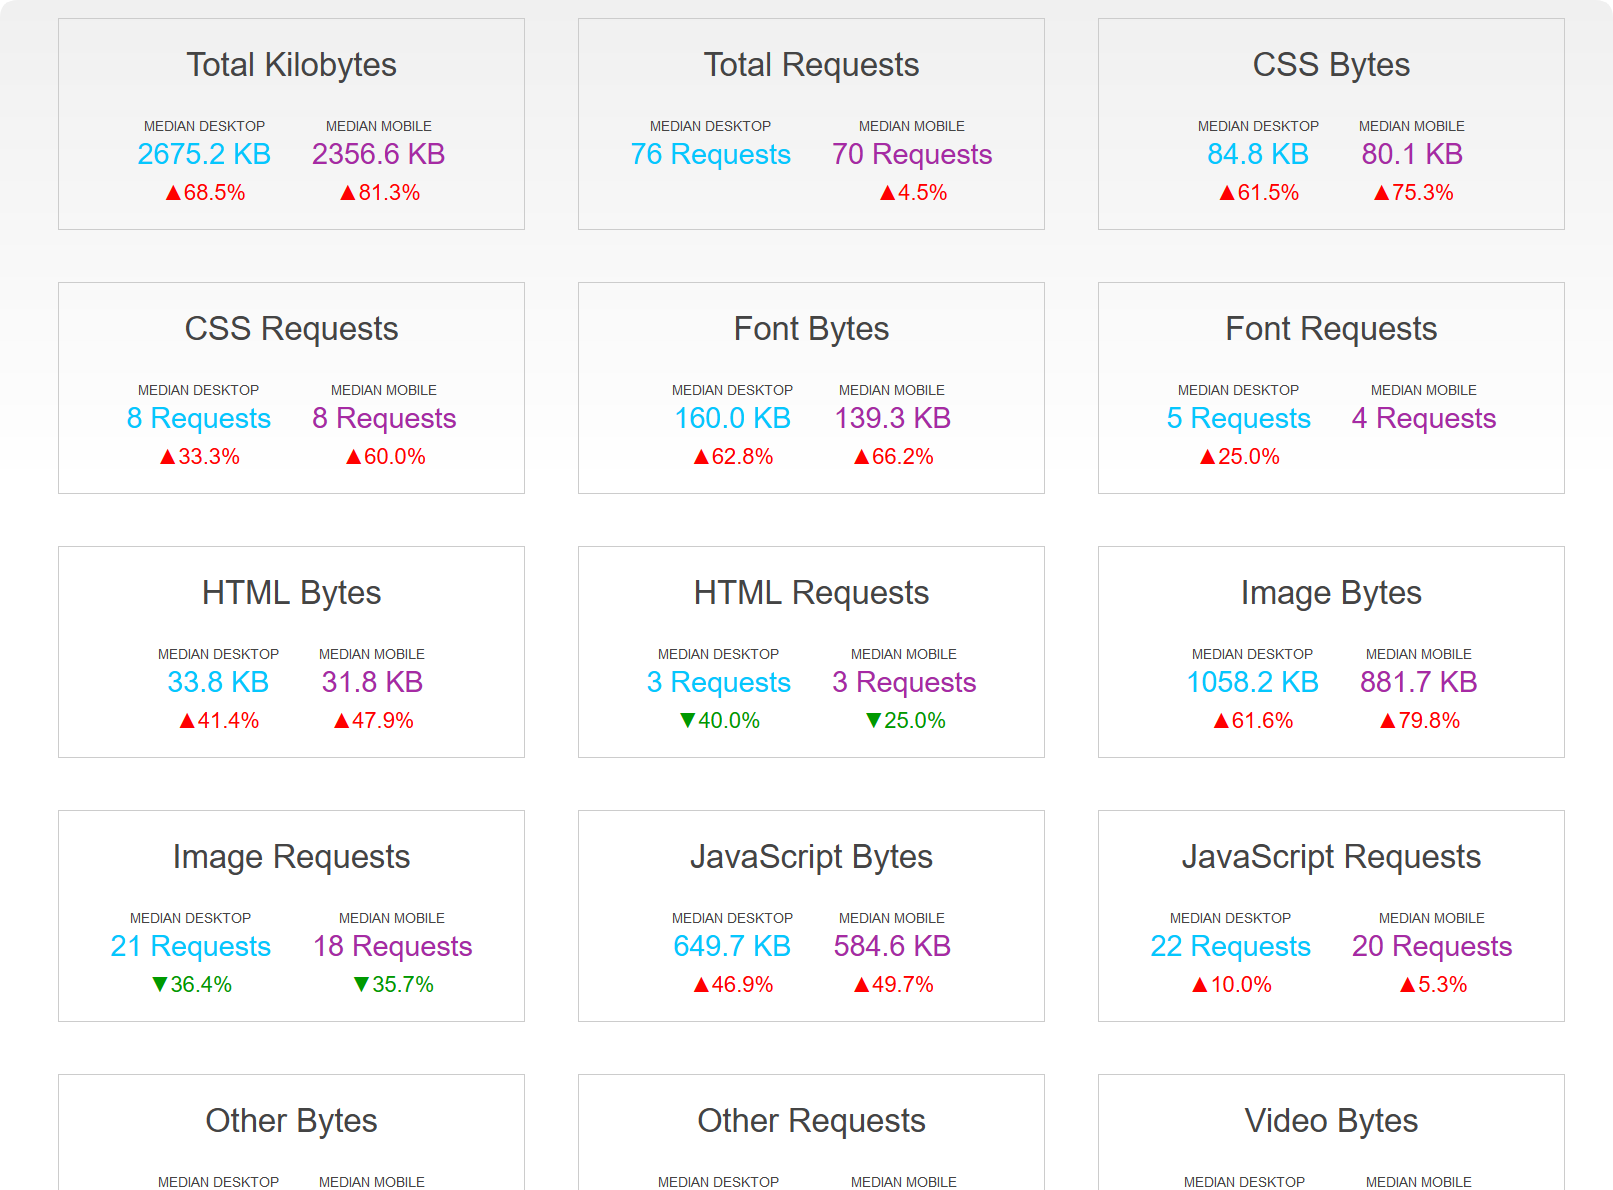 Total Kilobytes
MEDIAN DESKTOP MEDIAN MOBILE
2675.2 KB 2356.6 KB
▲68.5% ▲81.3%
Total Requests
MEDIAN DESKTOP MEDIAN MOBILE
76 Requests 70 Requests
▲4.5%
CSS Bytes
MEDIAN DESKTOP MEDIAN MOBILE
84.8 KB 80.1 KB
▲61.5% ▲75.3%
CSS Requests
MEDIAN DESKTOP MEDIAN MOBILE
8 Requests 8 Requests
▲33.3% ▲60.0%
Font Bytes
MEDIAN DESKTOP MEDIAN MOBILE
160.0 KB 139.3 KB
▲62.8% ▲66.2%
Font Requests
MEDIAN DESKTOP MEDIAN MOBILE
5 Requests 4 Requests
▲25.0%
HTML Bytes
MEDIAN DESKTOP MEDIAN MOBILE
33.8 KB 31.8 KB
▲41.4% ▲47.9%
HTML Requests
MEDIAN DESKTOP MEDIAN MOBILE
3 Requests 3 Requests
▼40.0% ▼25.0%
Image Bytes
MEDIAN DESKTOP MEDIAN MOBILE
1058.2 KB 881.7 KB
▲61.6% ▲79.8%
Image Requests
MEDIAN DESKTOP MEDIAN MOBILE
21 Requests 18 Requests
▼36.4% ▼35.7%
JavaScript Bytes
MEDIAN DESKTOP MEDIAN MOBILE
649.7 KB 584.6 KB
▲46.9% ▲49.7%
JavaScript Requests
MEDIAN DESKTOP MEDIAN MOBILE
22 Requests 20 Requests
▲10.0% ▲5.3%
Other Bytes
MEDIAN DESKTOP MEDIAN MOBILE
Other Requests
MEDIAN DESKTOP MEDIAN MOBILE
Video Bytes
MEDIAN DESKTOP MEDIAN MOBILE